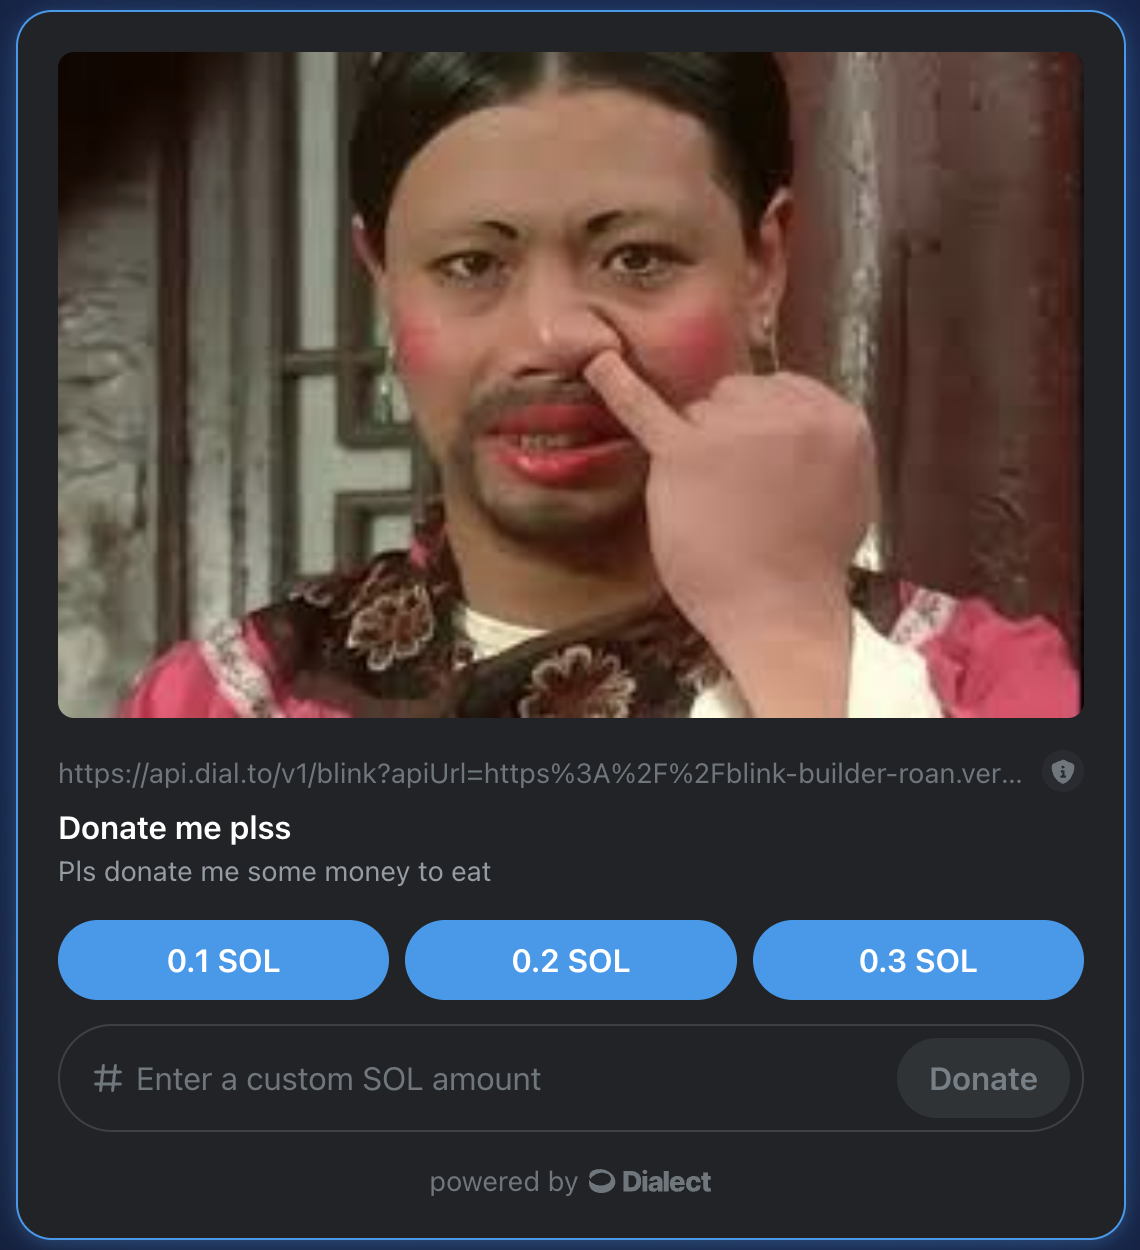 https://api.dial.to/v1/blink?apiUrl=https%3A%2F%2Fblink-builder-roan.ver...
Donate me plss
Pls donate me some money to eat
0.1 SOL 0.2 SOL 0.3 SOL
# Enter a custom SOL amount Donate
powered by Dialect